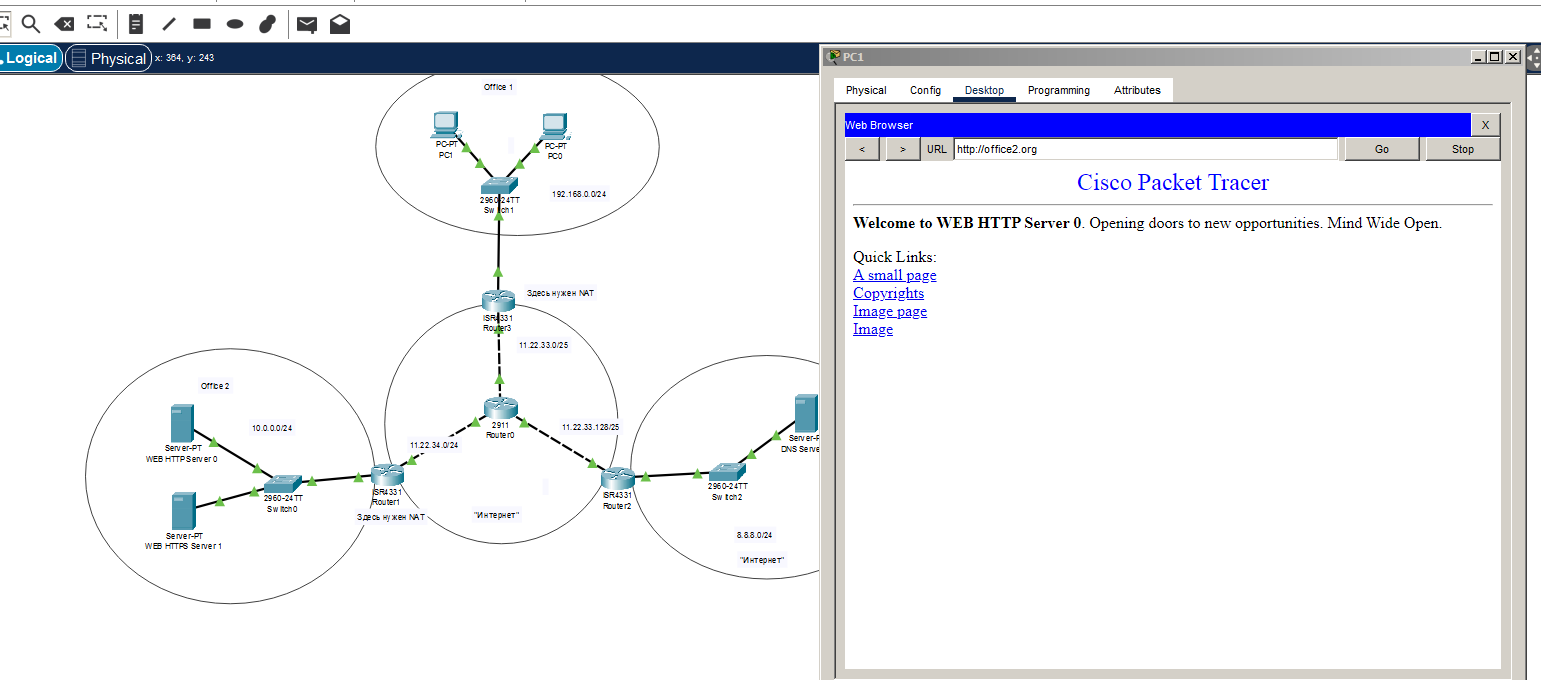 Logical
Physical
x: 364, y: 243
Office 1
PC-PT
PC1
PC-PT
PC0
2960-24TT
Switch1
192.168.0.0/24
Здесь нужен NAT
ISR4331
Router3
11.22.33.0/25
Office 2
10.0.0.0/24
Server-PT
WEB HTTP Server 0
2960-24TT
Switch0
Server-PT
WEB HTTPS Server 1
11.22.34.0/24
ISR4331
Router1
Здесь нужен NAT
2911
Router0
11.22.33.128/25
"Интернет"
ISR4331
Router2
2960-24TT
Switch2
Server-P
DNS Serve
8.8.8.0/24
"Интернет"
PC1
Physical Config Desktop Programming Attributes
Web Browser X
< > URL http://office2.org Go Stop
Cisco Packet Tracer
Welcome to WEB HTTP Server 0. Opening doors to new opportunities. Mind Wide Open.
Quick Links:
A small page
Copyrights
Image page
Image